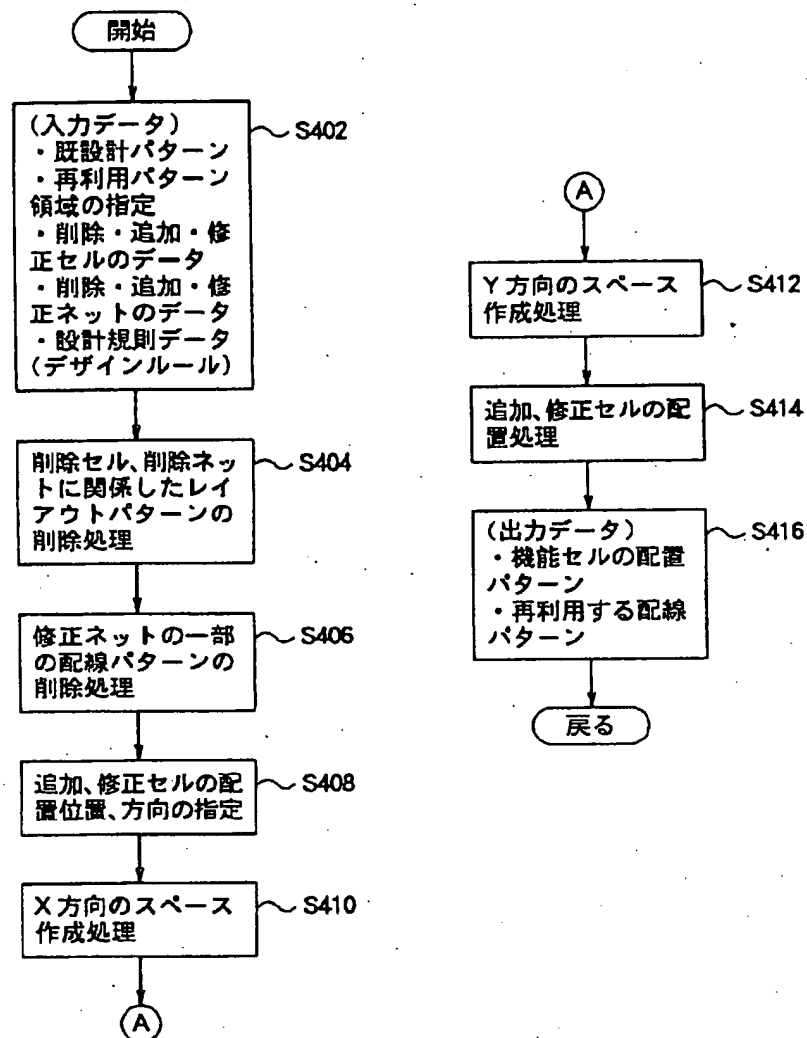 開始
(入力データ)
・既設計パターン
・再利用パターン
領域の指定
・削除・追加・修
正セルのデータ
・削除・追加・修
正ネットのデータ
・設計規則データ
(デザインルール)
S402
削除セル、削除ネッ
トに関係したレイ
アウトパターンの
削除処理
S404
修正ネットの一部
の配線パターンの
削除処理
S406
追加、修正セルの配
置位置、方向の指定
S408
X方向のスペース
作成処理
S410
A
A
Y方向のスペース
作成処理
S412
追加、修正セルの配
置処理
S414
(出力データ)
・機能セルの配置
パターン
・再利用する配線
パターン
S416
戻る